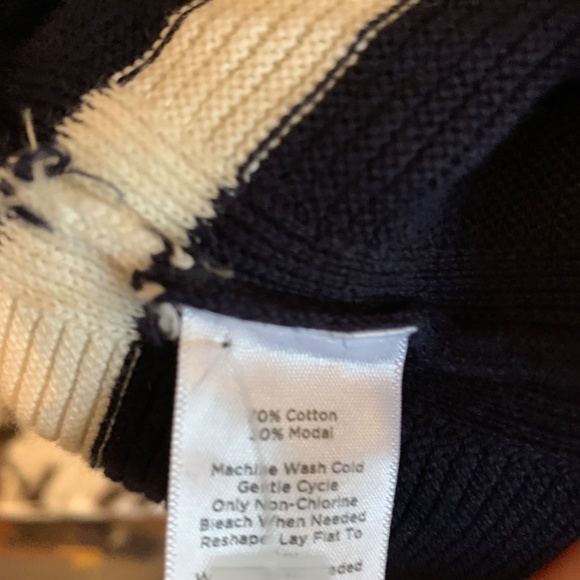 0% Cotton
0% Modal
Machine Wash Cold
Gentle Cycle
Only Non-Chlorine
Bleach When Needed
Reshape Lay Flat To